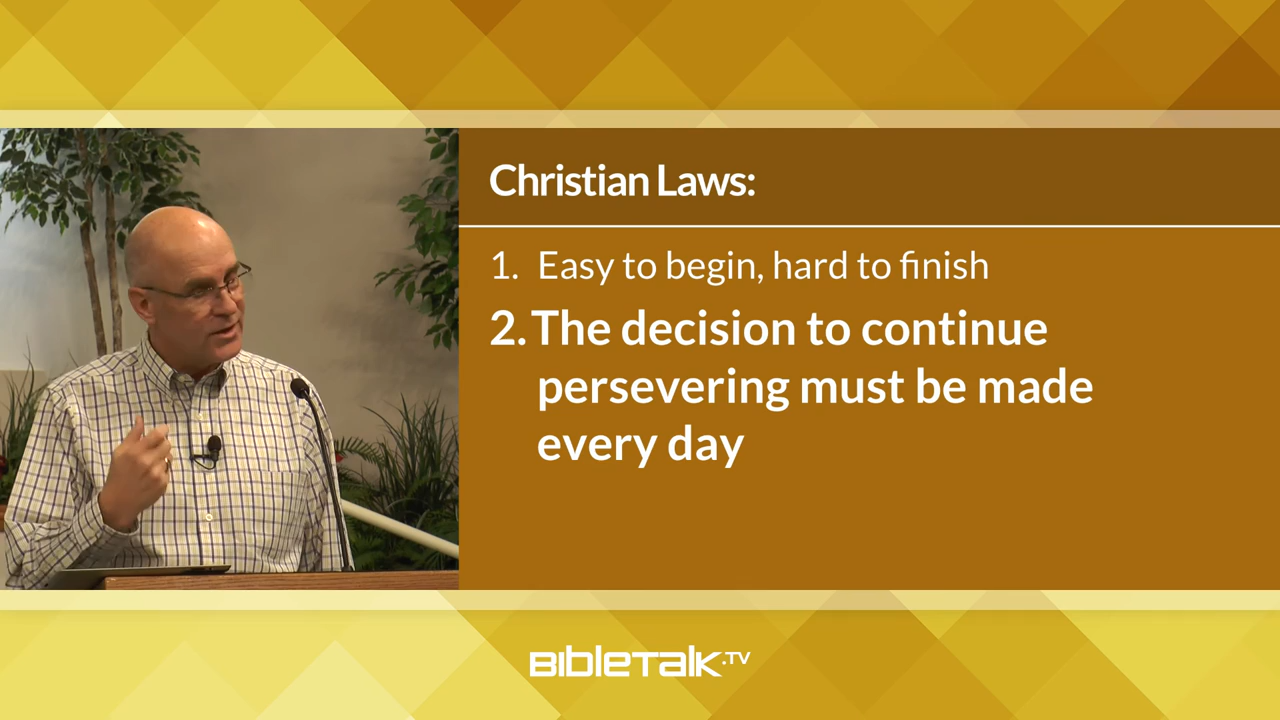 Christian Laws:
1. Easy to begin, hard to finish
2. The decision to continue
persevering must be made
every day
BIBLETALK.TV